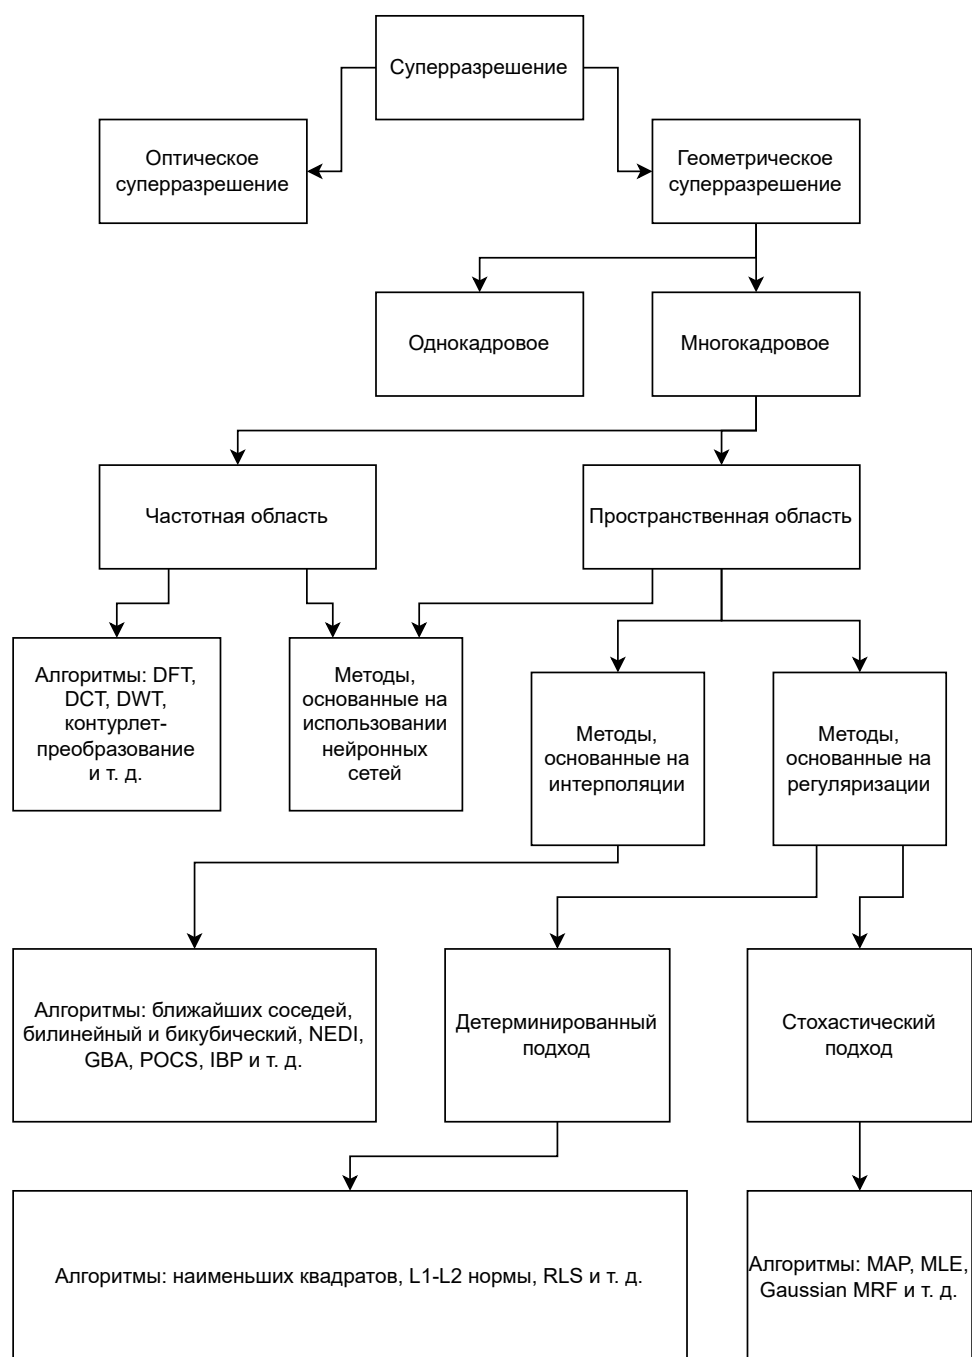 Суперразрешение
Оптическое
суперразрешение
Геометрическое
суперразрешение
Однокадровое
Многокадровое
Частотная область
Пространственная область
Алгоритмы: DFT,
DCT, DWT,
контурлет-
преобразование
и т. д.
Методы,
основанные на
использовании
нейронных
сетей
Методы,
основанные на
интерполяции
Методы,
основанные на
регуляризации
Алгоритмы: ближайших соседей,
билинейный и бикубический, NEDI,
GBA, POCS, IBP и т. д.
Детерминированный
подход
Стохастический
подход
Алгоритмы: наименьших квадратов, L1-L2 нормы, RLS и т. д.
Алгоритмы: MAP, MLE,
Gaussian MRF и т. д.